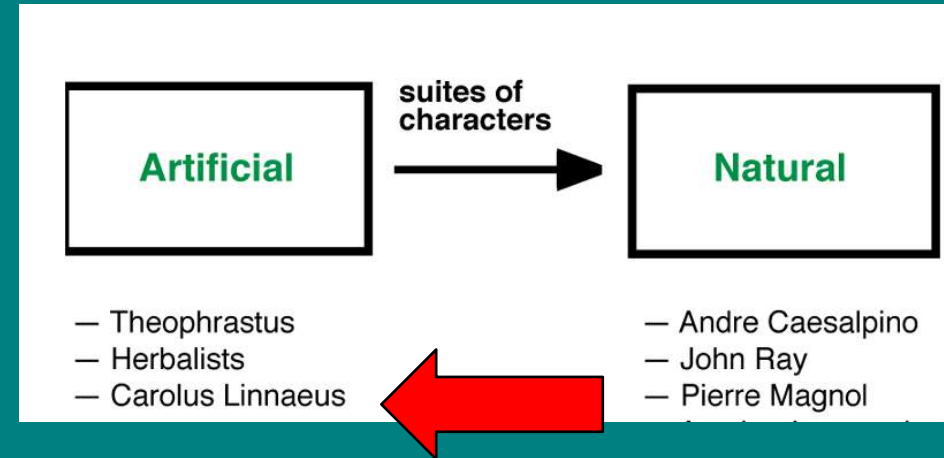 suites of
characters
Artificial
Natural
— Theophrastus
— Herbalists
— Carolus Linnaeus
— Andre Caesalpino
— John Ray
— Pierre Magnol